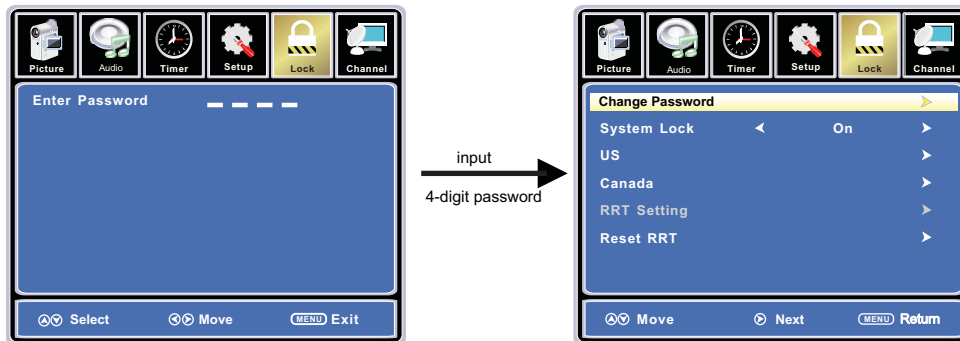 Picture Audio Timer Setup Lock Channel
Enter Password
Select Move MENU Exit
input
4-digit password
Picture Audio Timer Setup Lock Channel
Change Password
System Lock On
US
Canada
RRT Setting
Reset RRT
Move Next MENU Return